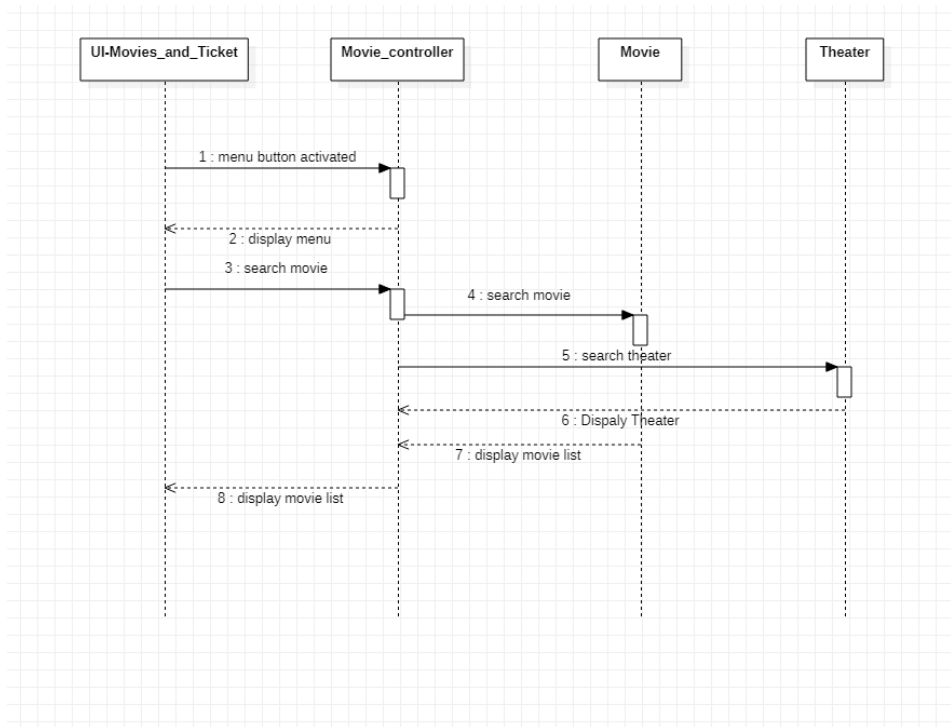 UI-Movies_and_Ticket
Movie_controller
Movie
Theater
1 : menu button activated
2 : display menu
3 : search movie
4 : search movie
5 : search theater
6 : Dispaly Theater
7 : display movie list
8 : display movie list